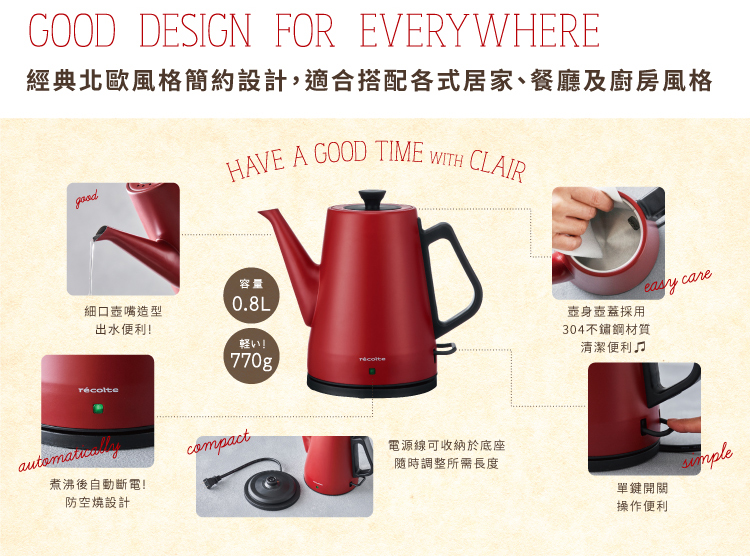 GOOD DESIGN FOR EVERYWHERE
經典北歐風格簡約設計，適合搭配各式居家、餐廳及廚房風格
HAVE A GOOD TIME WITH CLAIR
good
細口壺嘴造型
出水便利!
容量
0.8L
軽い!
770g
récolte
easy care
壺身壺蓋採用
304不鏽鋼材質
清潔便利♫
récolte
automatically
煮沸後自動斷電!
防空燒設計
compact
電源線可收納於底座
隨時調整所需長度
simple
單鍵開關
操作便利